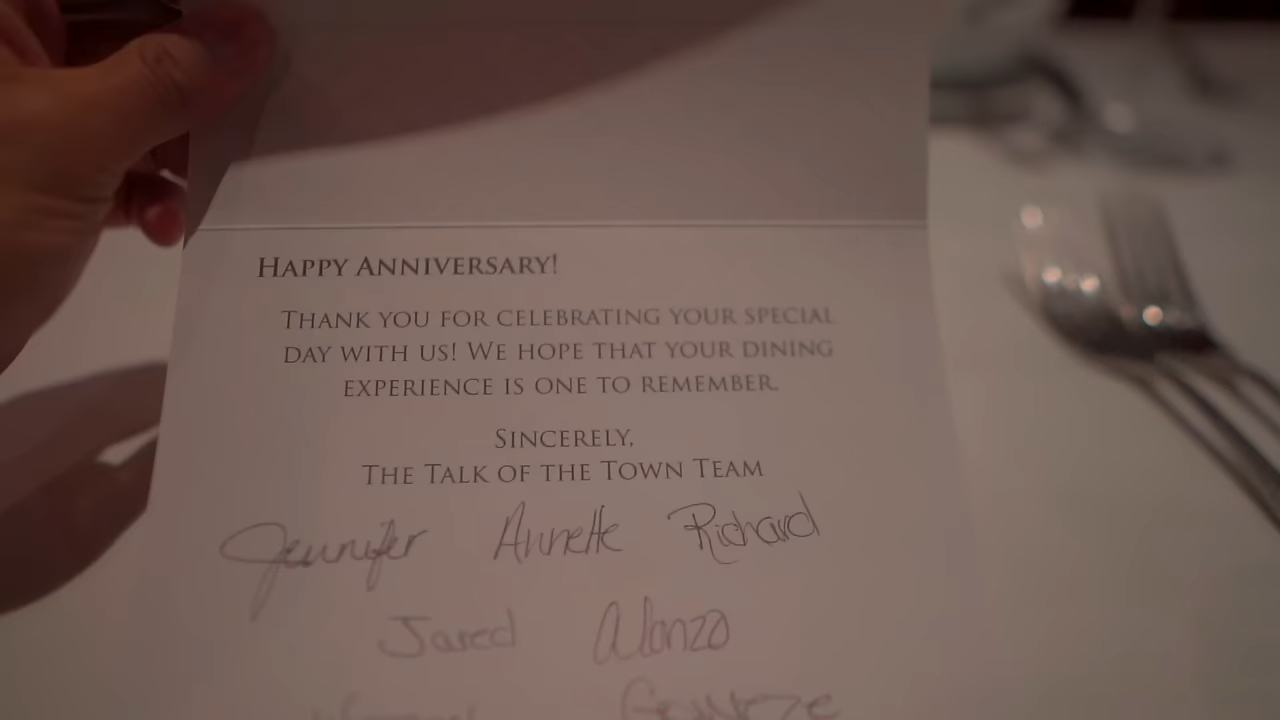 HAPPY ANNIVERSARY!
THANK YOU FOR CELEBRATING YOUR SPECIAL
DAY WITH US! WE HOPE THAT YOUR DINING
EXPERIENCE IS ONE TO REMEMBER.
SINCERELY,
THE TALK OF THE TOWN TEAM
Jennifer Annette Richard
Jared Alonzo